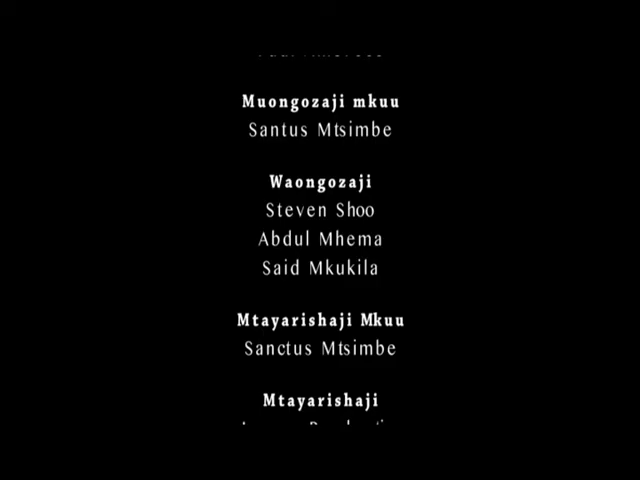 Muongozaji mkuu
Santus Mtsimbe
Waongozaji
Steven Shoo
Abdul Mhema
Said Mkukila
Mtayarishaji Mkuu
Sanctus Mtsimbe
Mtayarishaji